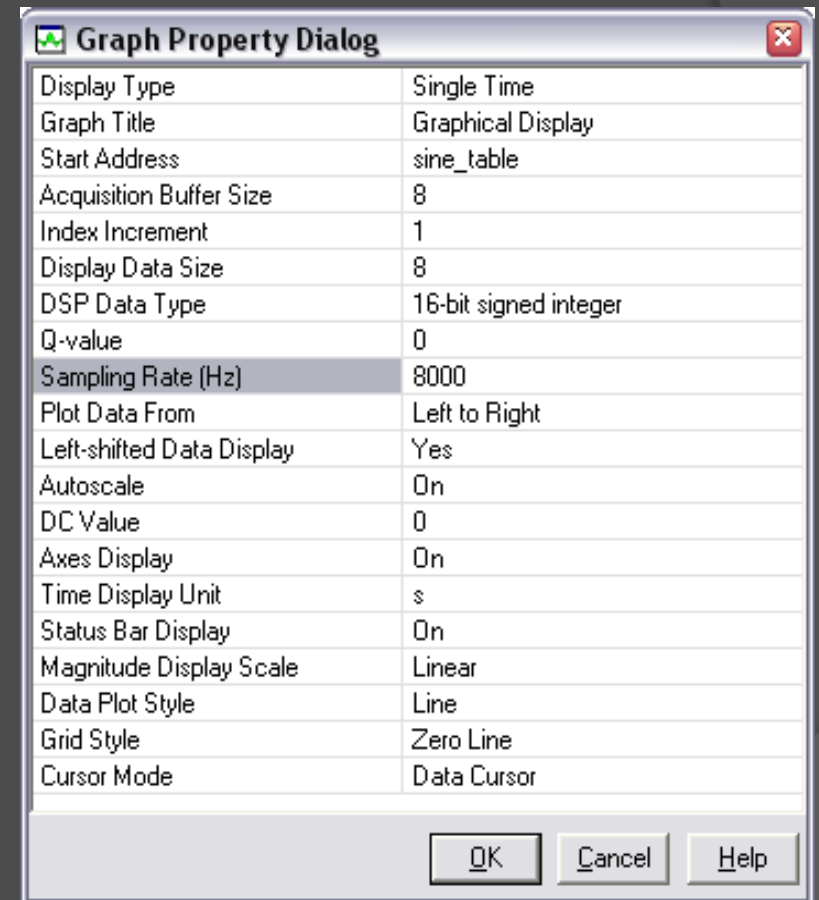 Graph Property Dialog
Display Type Single Time
Graph Title Graphical Display
Start Address sine_table
Acquisition Buffer Size 8
Index Increment 1
Display Data Size 8
DSP Data Type 16-bit signed integer
Q-value 0
Sampling Rate (Hz) 8000
Plot Data From Left to Right
Left-shifted Data Display Yes
Autoscale On
DC Value 0
Axes Display On
Time Display Unit s
Status Bar Display On
Magnitude Display Scale Linear
Data Plot Style Line
Grid Style Zero Line
Cursor Mode Data Cursor
OK Cancel Help